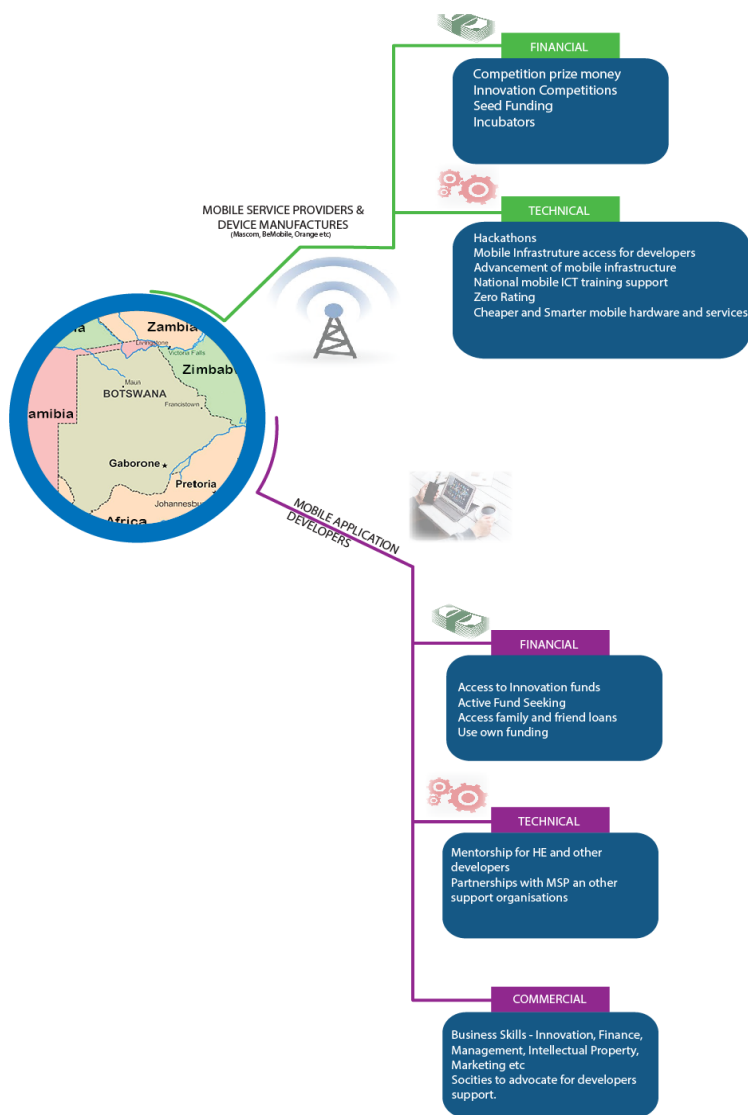 FINANCIAL
Competition prize money
Innovation Competitions
Seed Funding
Incubators
TECHNICAL
Hackathons
Mobile Infrastruture access for developers
Advancement of mobile infrastructure
National mobile ICT training support
Zero Rating
Cheaper and Smarter mobile hardware and services
MOBILE SERVICE PROVIDERS &
DEVICE MANUFACTURES
(Mascom, BeMobile, Orange etc)
Zambia
Livingstone
Victoria Falls
Zimbab
Maun
BOTSWANA
Francistown
amibia
Gaborone
Pretoria
Johannesbu
Africa
MOBILE APPLICATION
DEVELOPERS
FINANCIAL
Access to Innovation funds
Active Fund Seeking
Access family and friend loans
Use own funding
TECHNICAL
Mentorship for HE and other
developers
Partnerships with MSP an other
support organisations
COMMERCIAL
Business Skills - Innovation, Finance,
Management, Intellectual Property,
Marketing etc
Socities to advocate for developers
support.